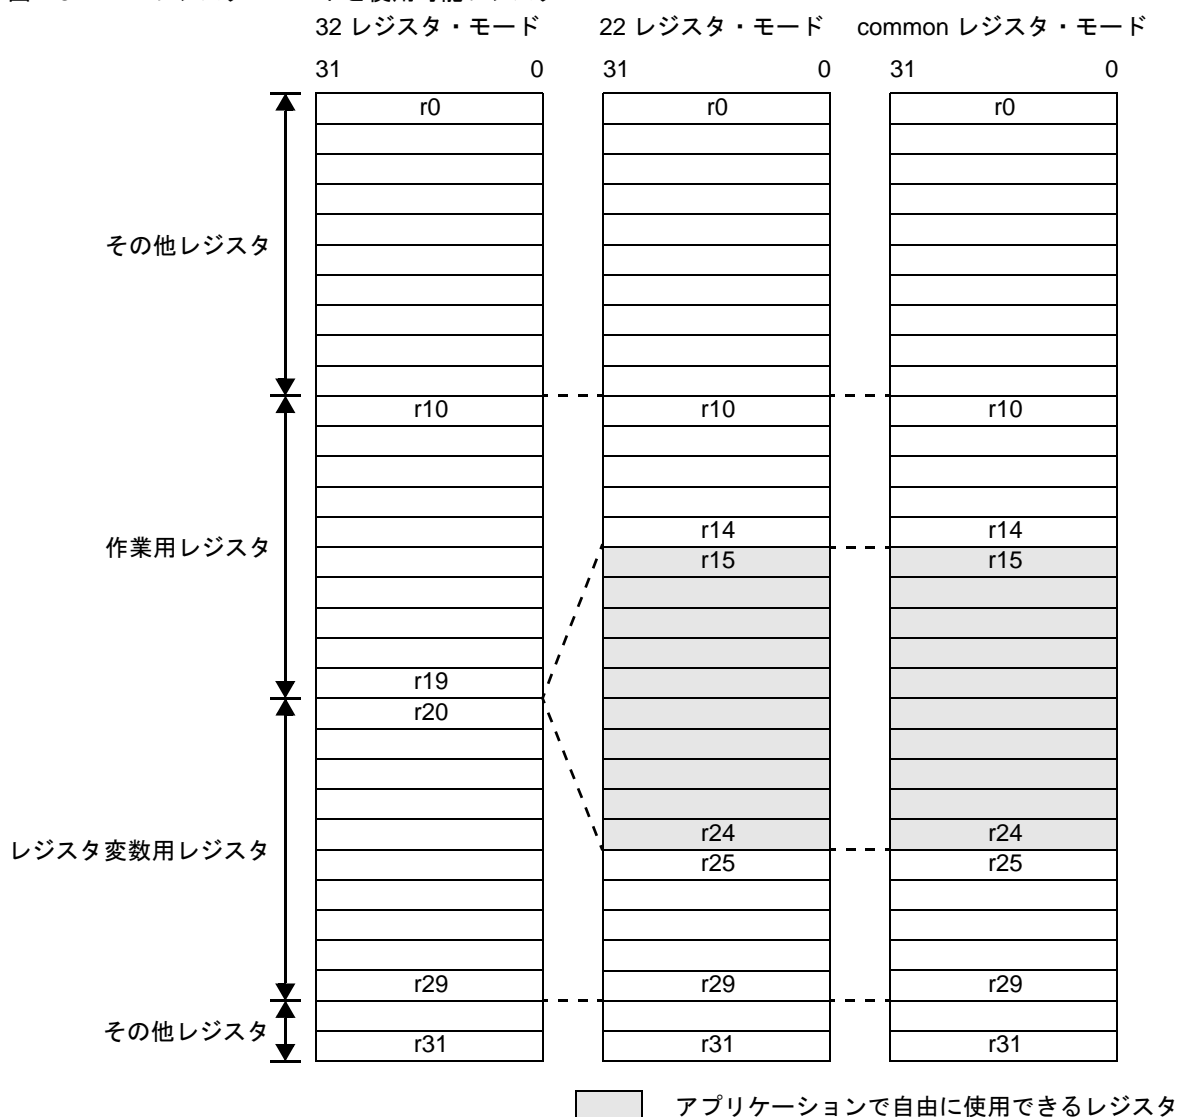 32 レジスタ・モード
22 レジスタ・モード
common レジスタ・モード
31 0
31 0
31 0
r0 r0 r0
その他レジスタ
r10 r10 r10
r14 r14
作業用レジスタ
r15 r15
r19
r20
r24 r24
レジスタ変数用レジスタ
r25 r25
r29 r29 r29
その他レジスタ
r31 r31 r31
アプリケーションで自由に使用できるレジスタ